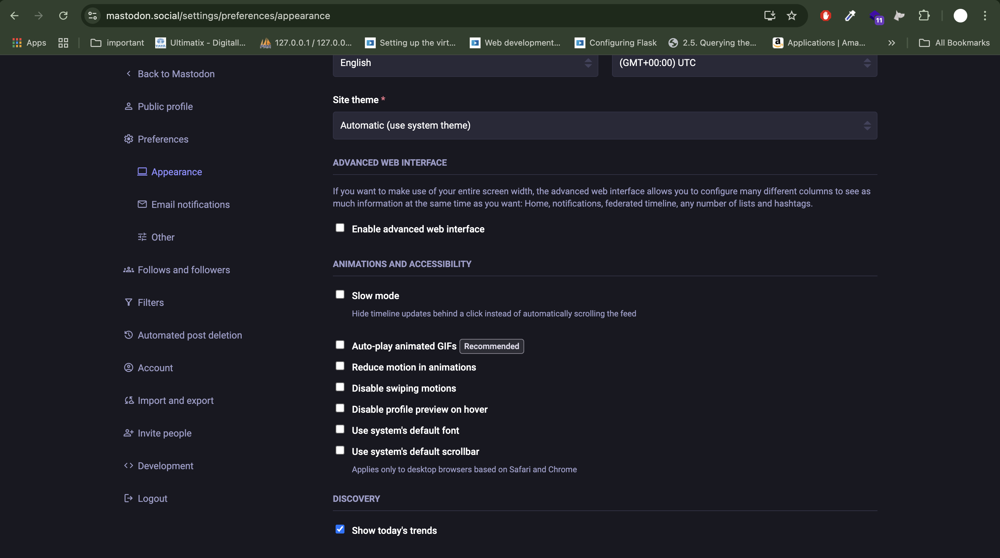 mastodon.social/settings/preferences/appearance
11
Apps
important
Ultimatix - Digitall...
127.0.0.1 / 127.0.0...
Setting up the virt...
Web development...
Configuring Flask
2.5. Querying the...
Applications | Ama...
All Bookmarks
Back to Mastodon
Public profile
Preferences
Appearance
Email notifications
Other
Follows and followers
Filters
Automated post deletion
Account
Import and export
Invite people
Development
Logout
English
(GMT+00:00) UTC
Site theme *
Automatic (use system theme)
ADVANCED WEB INTERFACE
If you want to make use of your entire screen width, the advanced web interface allows you to configure many different columns to see as
much information at the same time as you want: Home, notifications, federated timeline, any number of lists and hashtags.
Enable advanced web interface
ANIMATIONS AND ACCESSIBILITY
Slow mode
Hide timeline updates behind a click instead of automatically scrolling the feed
Auto-play animated GIFs Recommended
Reduce motion in animations
Disable swiping motions
Disable profile preview on hover
Use system's default font
Use system's default scrollbar
Applies only to desktop browsers based on Safari and Chrome
DISCOVERY
Show today's trends